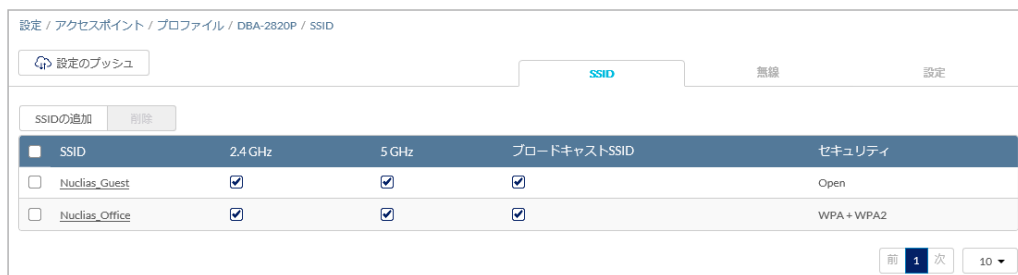 設定 / アクセスポイント / プロファイル / DBA-2820P / SSID
設定のプッシュ
SSID 無線 設定
SSIDの追加 削除
SSID 2.4 GHz 5 GHz ブロードキャストSSID セキュリティ
Nuclias_Guest Open
Nuclias_Office WPA + WPA2
前 1 次 10